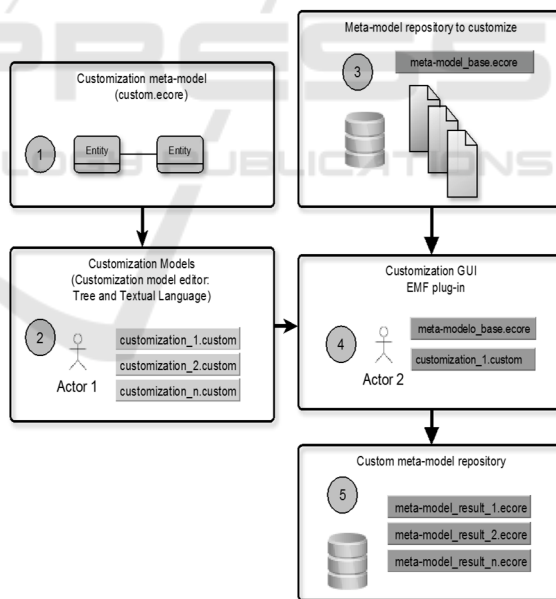 PRESS
LOGY PUBLICATIONS
Customization meta-model
(custom.ecore)
1
Entity
Entity
Meta-model repository to customize
3
meta-model_base.ecore
Customization Models
(Customization model editor:
Tree and Textual Language)
2
Actor 1
customization_1.custom
customization_2.custom
customization_n.custom
Customization GUI
EMF plug-in
4
Actor 2
meta-modelo_base.ecore
customization_1.custom
Custom meta-model repository
5
meta-model_result_1.ecore
meta-model_result_2.ecore
meta-model_result_n.ecore